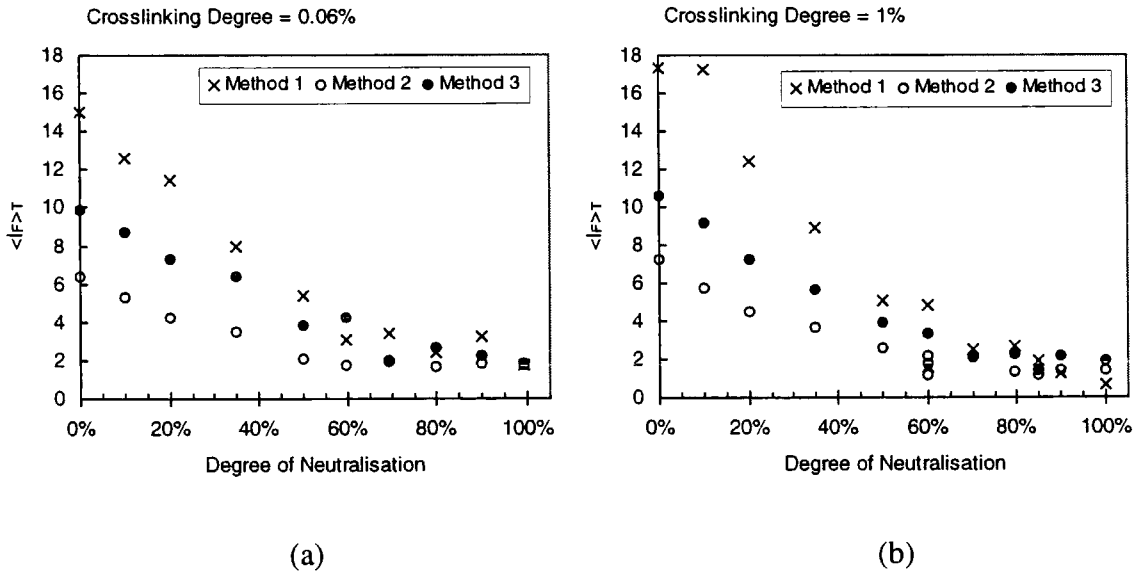 Crosslinking Degree = 0.06%
18
16
14
12
10
8
6
4
2
0
<IF>T
× Method 1 ○ Method 2 ● Method 3
0% 20% 40% 60% 80% 100%
Degree of Neutralisation
(a)
Crosslinking Degree = 1%
18
16
14
12
10
8
6
4
2
0
<IF>T
× Method 1 ○ Method 2 ● Method 3
0% 20% 40% 60% 80% 100%
Degree of Neutralisation
(b)